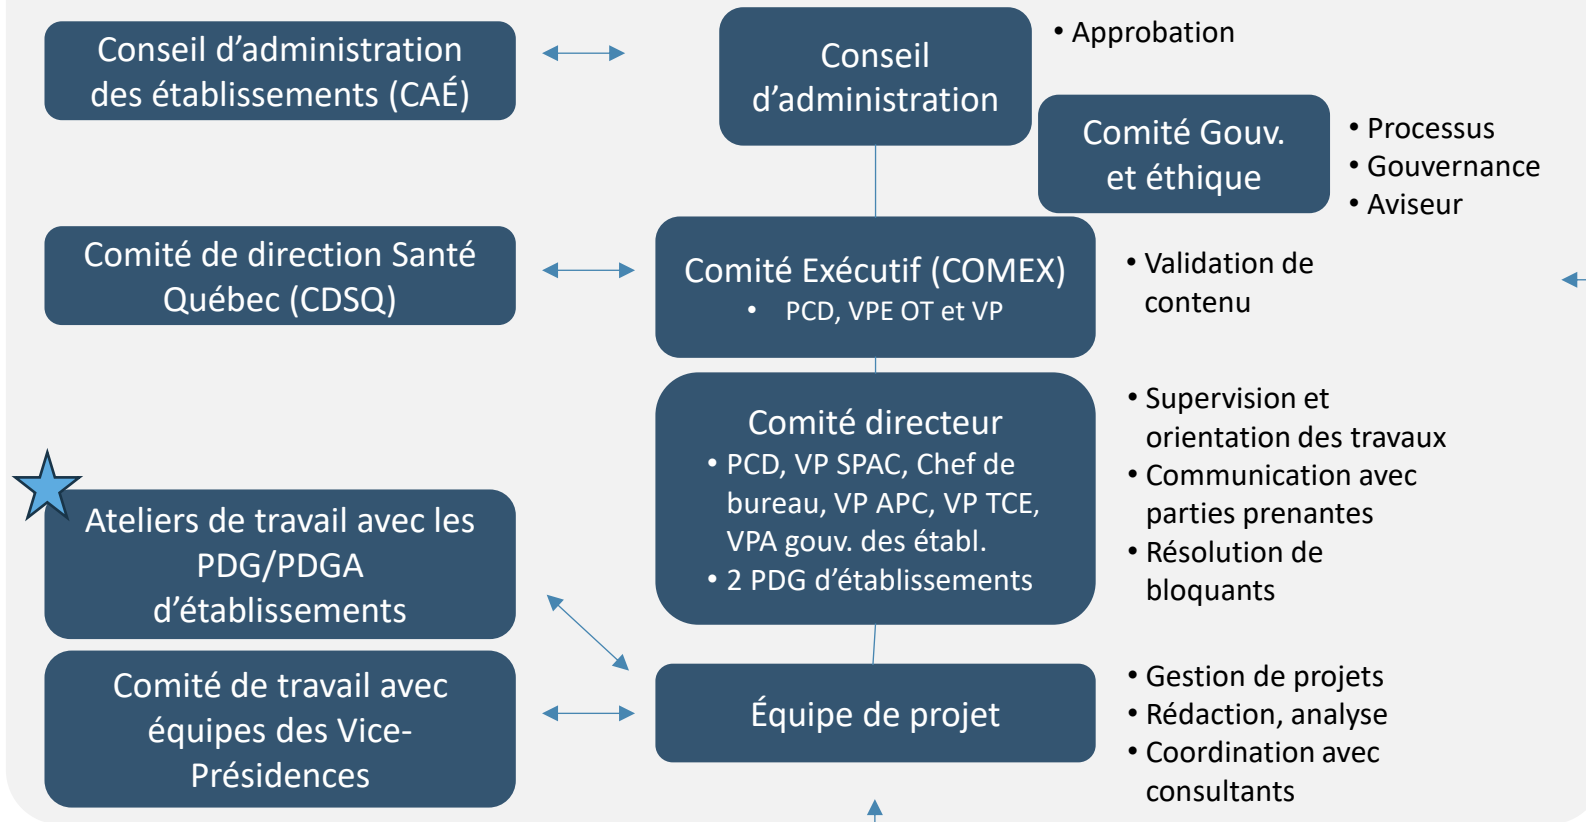 Conseil d’administration
des établissements (CAÉ)
Conseil
d’administration
• Approbation
Comité Gouv.
et éthique
• Processus
• Gouvernance
• Aviseur
Comité de direction Santé
Québec (CDSQ)
Comité Exécutif (COMEX)
• PCD, VPE OT et VP
• Validation de
contenu
Comité directeur
• PCD, VP SPAC, Chef de
bureau, VP APC, VP TCE,
VPA gouv. des établ.
• 2 PDG d’établissements
• Supervision et
orientation des travaux
• Communication avec
parties prenantes
• Résolution de
bloquants
Ateliers de travail avec les
PDG/PDGA
d’établissements
Comité de travail avec
équipes des Vice-
Présidences
Équipe de projet
• Gestion de projets
• Rédaction, analyse
• Coordination avec
consultants